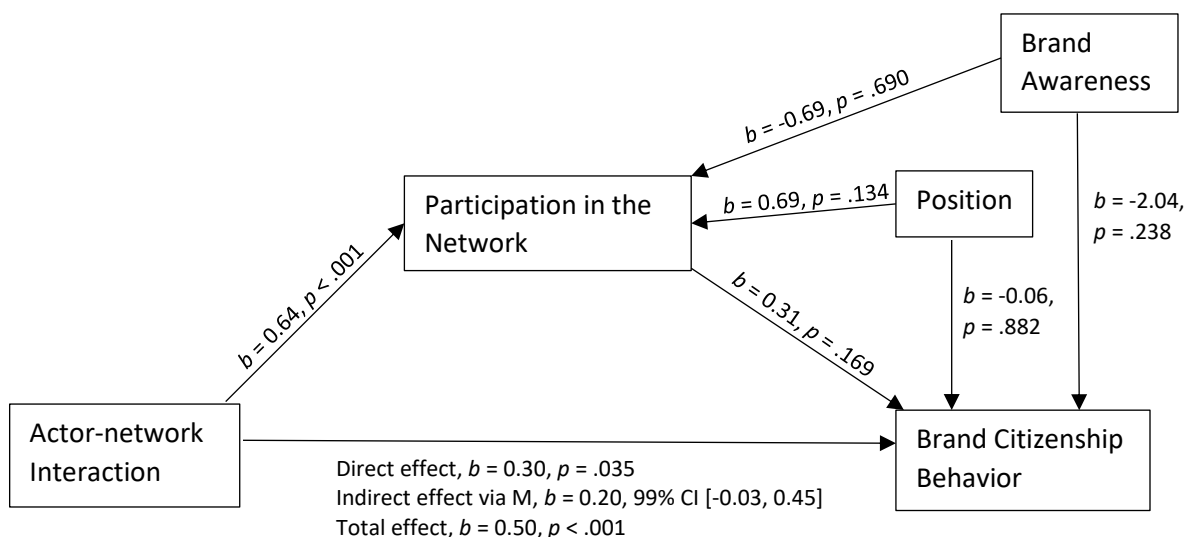 Brand
Awareness
b = -0.69, p = .690
Participation in the
Network
b = 0.69, p = .134
Position
b = -2.04,
p = .238
b = 0.64, p < .001
b = 0.31, p = .169
b = -0.06,
p = .882
Actor-network
Interaction
Brand Citizenship
Behavior
Direct effect, b = 0.30, p = .035
Indirect effect via M, b = 0.20, 99% CI [-0.03, 0.45]
Total effect, b = 0.50, p < .001